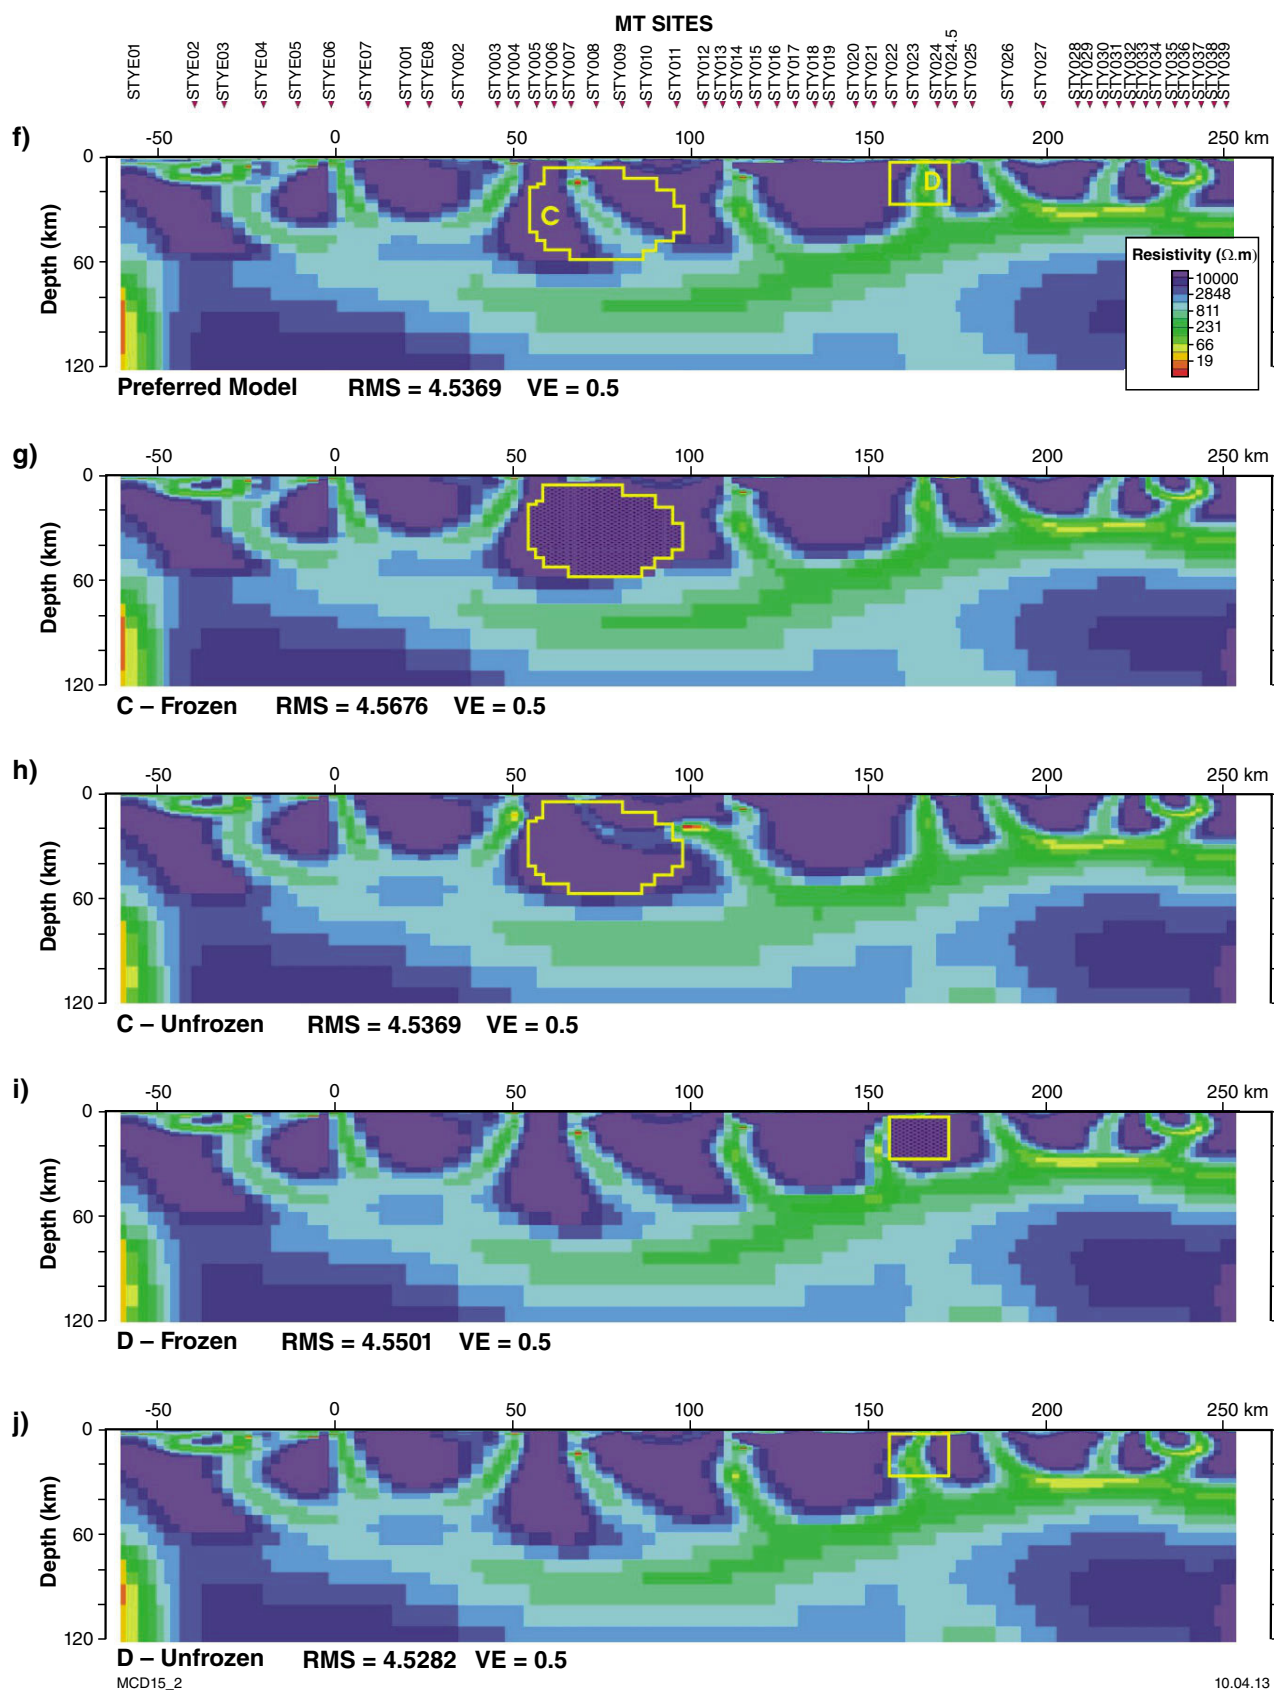 MT SITES
STYE01 STYE02 STYE03 STYE04 STYE05 STYE06 STYE07 STY001 STYE08 STY002 STY003 STY004 STY005 STY006 STY007 STY008 STY009 STY010 STY011 STY012 STY013 STY014 STY015 STY016 STY017 STY018 STY019 STY020 STY021 STY022 STY023 STY024 STY024.5 STY025 STY026 STY027 STY028 STY029 STY030 STY031 STY032 STY033 STY034 STY035 STY036 STY037 STY038 STY039
f)
-50 0 50 100 150 200 250 km
0
60
120
Depth (km)
C
D
Resistivity (Ω.m)
10000
2848
811
231
66
19
Preferred Model RMS = 4.5369 VE = 0.5
g)
-50 0 50 100 150 200 250 km
0
60
120
Depth (km)
C – Frozen RMS = 4.5676 VE = 0.5
h)
-50 0 50 100 150 200 250 km
0
60
120
Depth (km)
C – Unfrozen RMS = 4.5369 VE = 0.5
i)
-50 0 50 100 150 200 250 km
0
60
120
Depth (km)
D – Frozen RMS = 4.5501 VE = 0.5
j)
-50 0 50 100 150 200 250 km
0
60
120
Depth (km)
D – Unfrozen RMS = 4.5282 VE = 0.5
MCD15_2 10.04.13